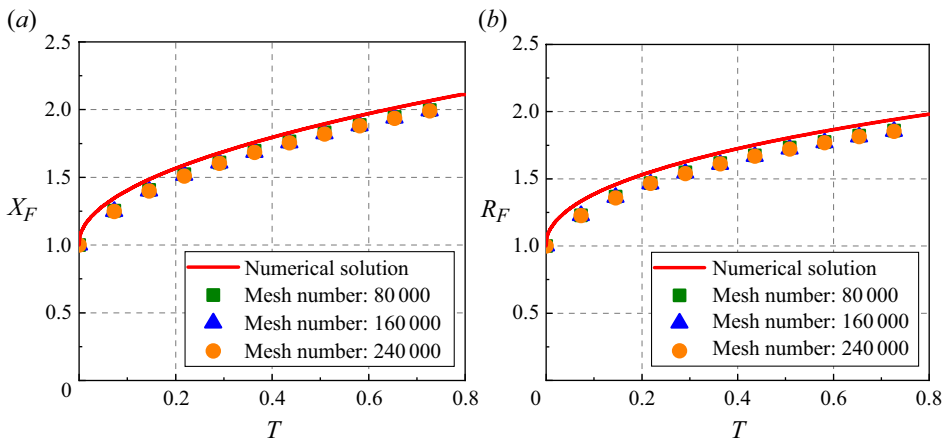 (a)
2.5
2.0
1.5
X_F
1.0
0.5
0
0.2
0.4
0.6
0.8
T
Numerical solution
Mesh number: 80 000
Mesh number: 160 000
Mesh number: 240 000
(b)
2.5
2.0
1.5
R_F
1.0
0.5
0
0.2
0.4
0.6
0.8
T
Numerical solution
Mesh number: 80 000
Mesh number: 160 000
Mesh number: 240 000